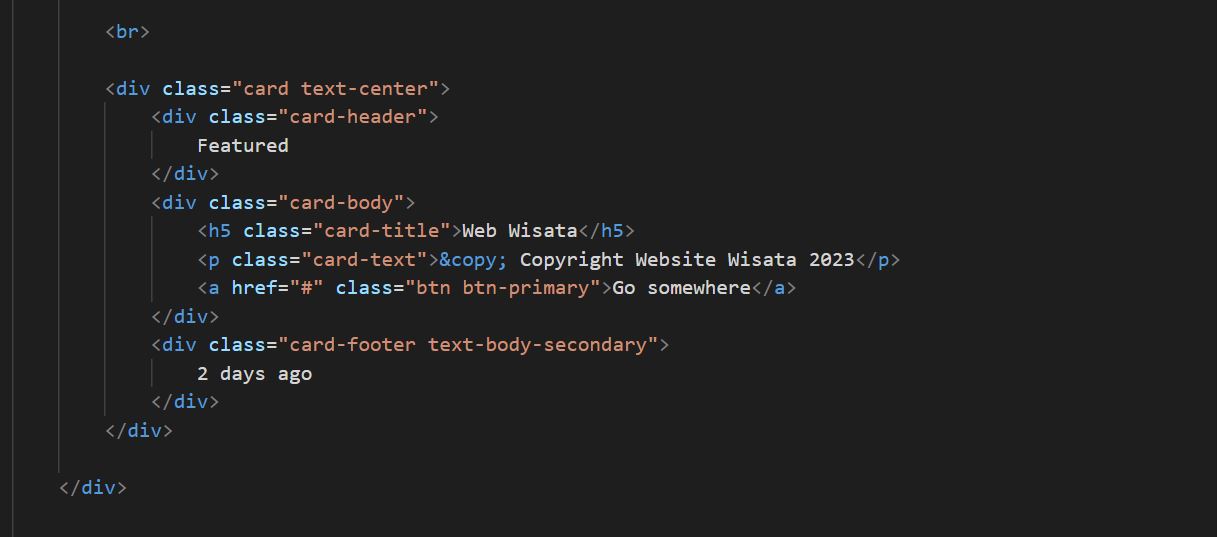 <br>
<div class="card text-center">
<div class="card-header">
Featured
</div>
<div class="card-body">
<h5 class="card-title">Web Wisata</h5>
<p class="card-text">&copy; Copyright Website Wisata 2023</p>
<a href="#" class="btn btn-primary">Go somewhere</a>
</div>
<div class="card-footer text-body-secondary">
2 days ago
</div>
</div>
</div>